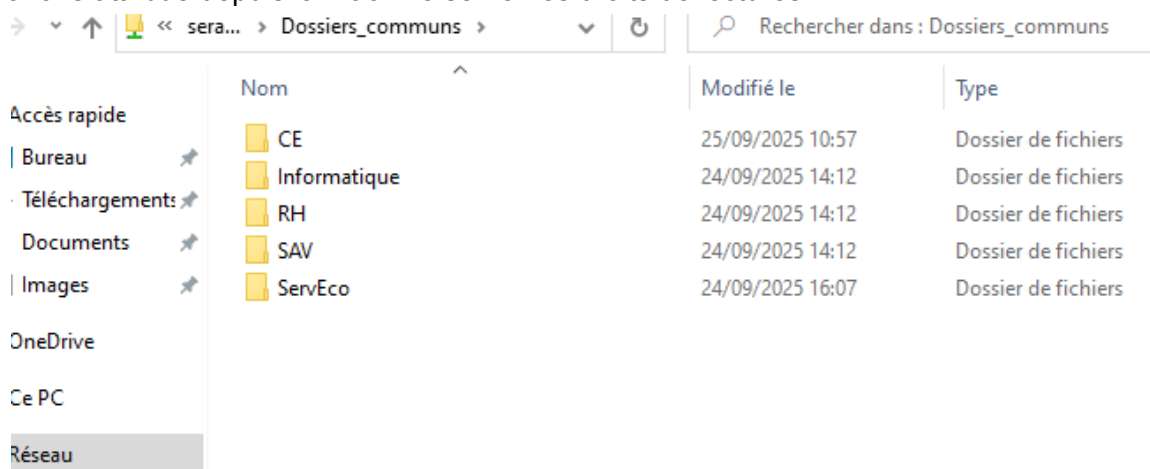 « sera... > Dossiers_communs >
Rechercher dans : Dossiers_communs
Nom Modifié le Type
Accès rapide
Bureau
Téléchargements
Documents
Images
OneDrive
Ce PC
Réseau
CE 25/09/2025 10:57 Dossier de fichiers
Informatique 24/09/2025 14:12 Dossier de fichiers
RH 24/09/2025 14:12 Dossier de fichiers
SAV 24/09/2025 14:12 Dossier de fichiers
ServEco 24/09/2025 16:07 Dossier de fichiers